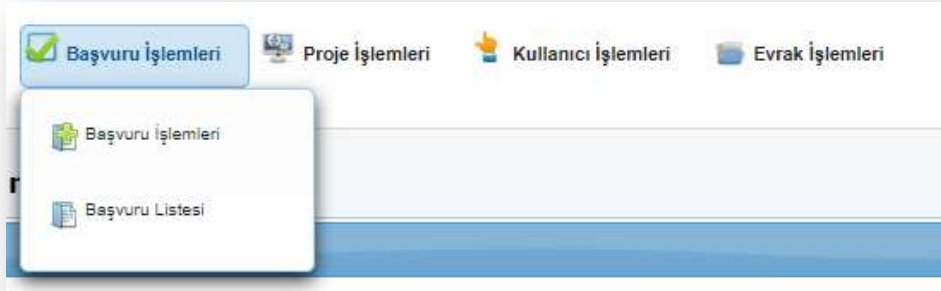 Başvuru İşlemleri Proje İşlemleri Kullanıcı İşlemleri Evrak İşlemleri
Başvuru İşlemleri
Başvuru Listesi